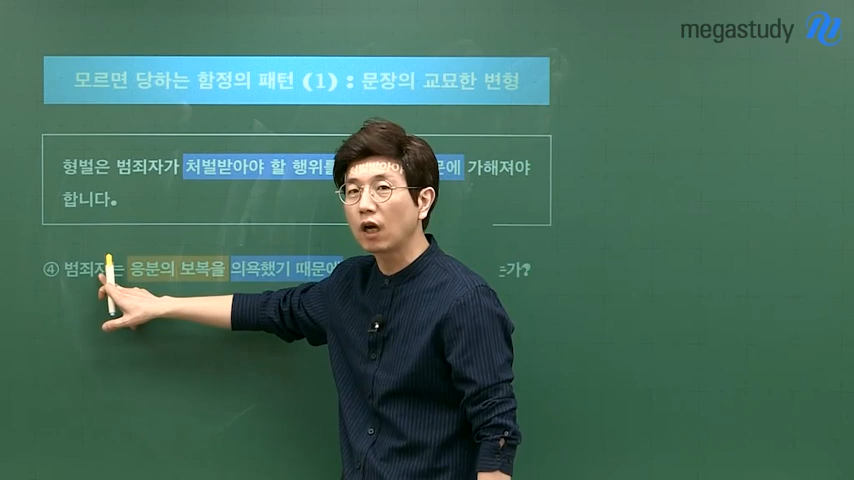 megastudy
모르면 당하는 함정의 패턴 (1) : 문장의 교묘한 변형
형벌은 범죄자가 처벌받아야 할 행위를 가해져야
합니다.
④ 범죄자는 응분의 보복을 의욕했기 때문에